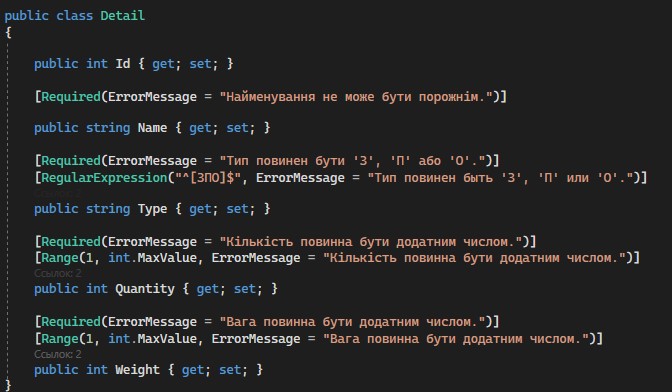 public class Detail
{
public int Id { get; set; }
[Required(ErrorMessage = "Найменування не може бути порожнім.")]
public string Name { get; set; }
[Required(ErrorMessage = "Тип повинен бути 'З', 'П' або 'О'.")]
[RegularExpression("^[ЗПО]$", ErrorMessage = "Тип повинен быть 'З', 'П' или 'О'.")]
public string Type { get; set; }
[Required(ErrorMessage = "Кількість повинна бути додатним числом.")]
[Range(1, int.MaxValue, ErrorMessage = "Кількість повинна бути додатним числом.")]
Ссылок: 2
public int Quantity { get; set; }
[Required(ErrorMessage = "Вага повинна бути додатним числом.")]
[Range(1, int.MaxValue, ErrorMessage = "Вага повинна бути додатним числом.")]
Ссылок: 2
public int Weight { get; set; }
}